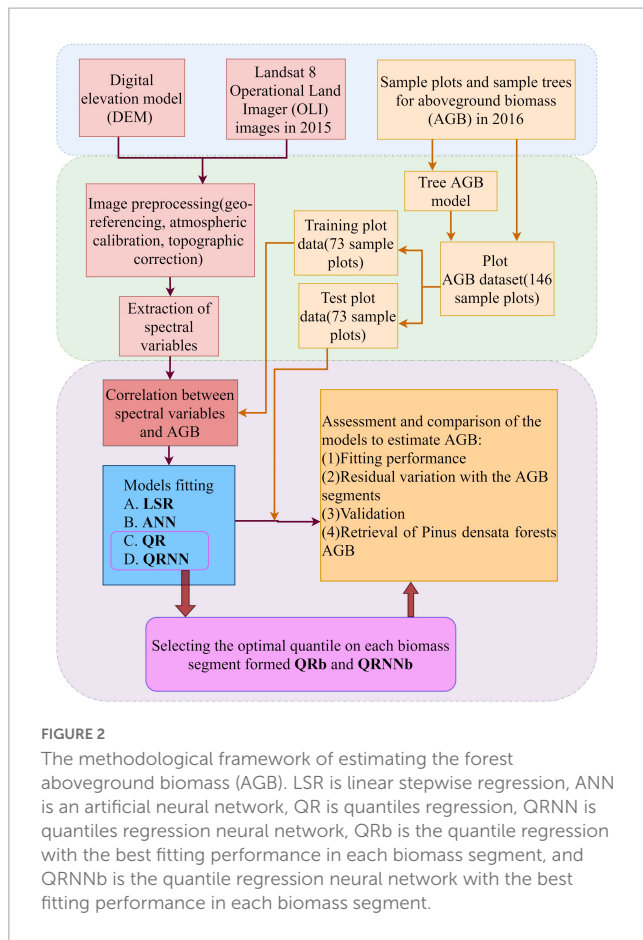 Digital
elevation model
(DEM)
Landsat 8
Operational Land
Imager (OLI)
images in 2015
Sample plots and sample trees
for aboveground biomass
(AGB) in 2016
Image preprocessing(geo-
referencing, atmospheric
calibration, topographic
correction)
Extraction of
spectral
variables
Training plot
data(73 sample
plots)
Test plot
data(73 sample
plots)
Tree AGB
model
Plot
AGB dataset(146
sample plots)
Correlation between
spectral variables
and AGB
Models fitting
A. LSR
B. ANN
C. QR
D. QRNN
Assessment and comparison of the
models to estimate AGB:
(1)Fitting performance
(2)Residual variation with the AGB
segments
(3)Validation
(4)Retrieval of Pinus densata forests
AGB
Selecting the optimal quantile on each biomass
segment formed QRb and QRNNb
FIGURE 2
The methodological framework of estimating the forest
aboveground biomass (AGB). LSR is linear stepwise regression, ANN
is an artificial neural network, QR is quantiles regression, QRNN is
quantiles regression neural network, QRb is the quantile regression
with the best fitting performance in each biomass segment, and
QRNNb is the quantile regression neural network with the best
fitting performance in each biomass segment.